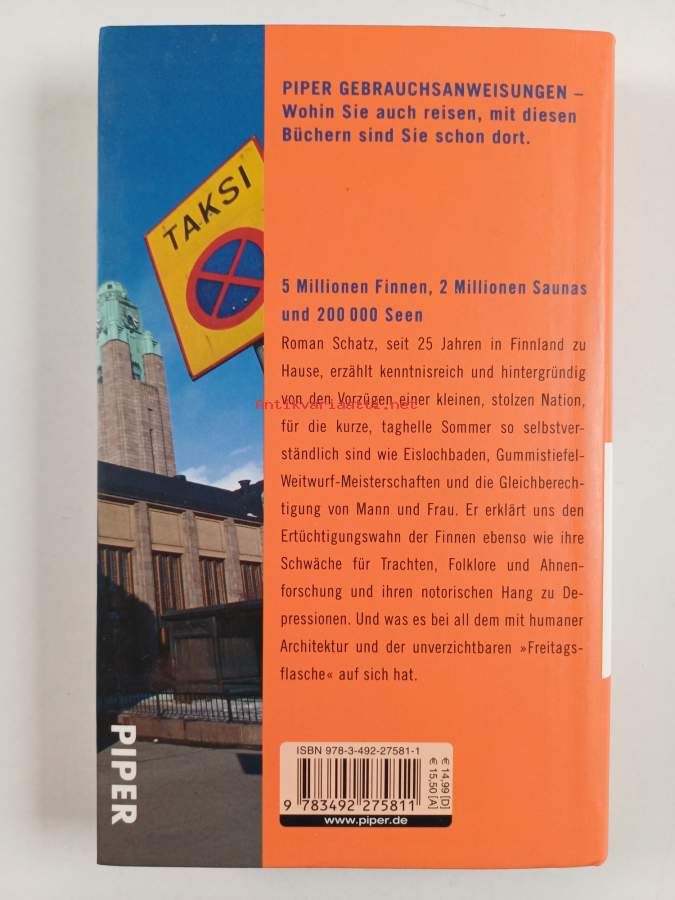 PIPER GEBRAUCHSANWEISUNGEN –
Wohin Sie auch reisen, mit diesen
Büchern sind Sie schon dort.
TAKSI
5 Millionen Finnen, 2 Millionen Saunas
und 200 000 Seen
Roman Schatz, seit 25 Jahren in Finnland zu
Hause, erzählt kenntnisreich und hintergründig
von den Vorzügen einer kleinen, stolzen Nation,
antikvariaatti.net
für die kurze, taghelle Sommer so selbstver-
ständlich sind wie Eislochbaden, Gummistiefel-
Weitwurf-Meisterschaften und die Gleichberech-
tigung von Mann und Frau. Er erklärt uns den
Ertüchtigungswahn der Finnen ebenso wie ihre
Schwäche für Trachten, Folklore und Ahnen-
forschung und ihren notorischen Hang zu De-
pressionen. Und was es bei all dem mit humaner
Architektur und der unverzichtbaren »Freitags-
flasche« auf sich hat.
PIPER
ISBN 978-3-492-27581-1
€ 14,99 [D]
€ 15,50 [A]
9 783492 275811
www.piper.de